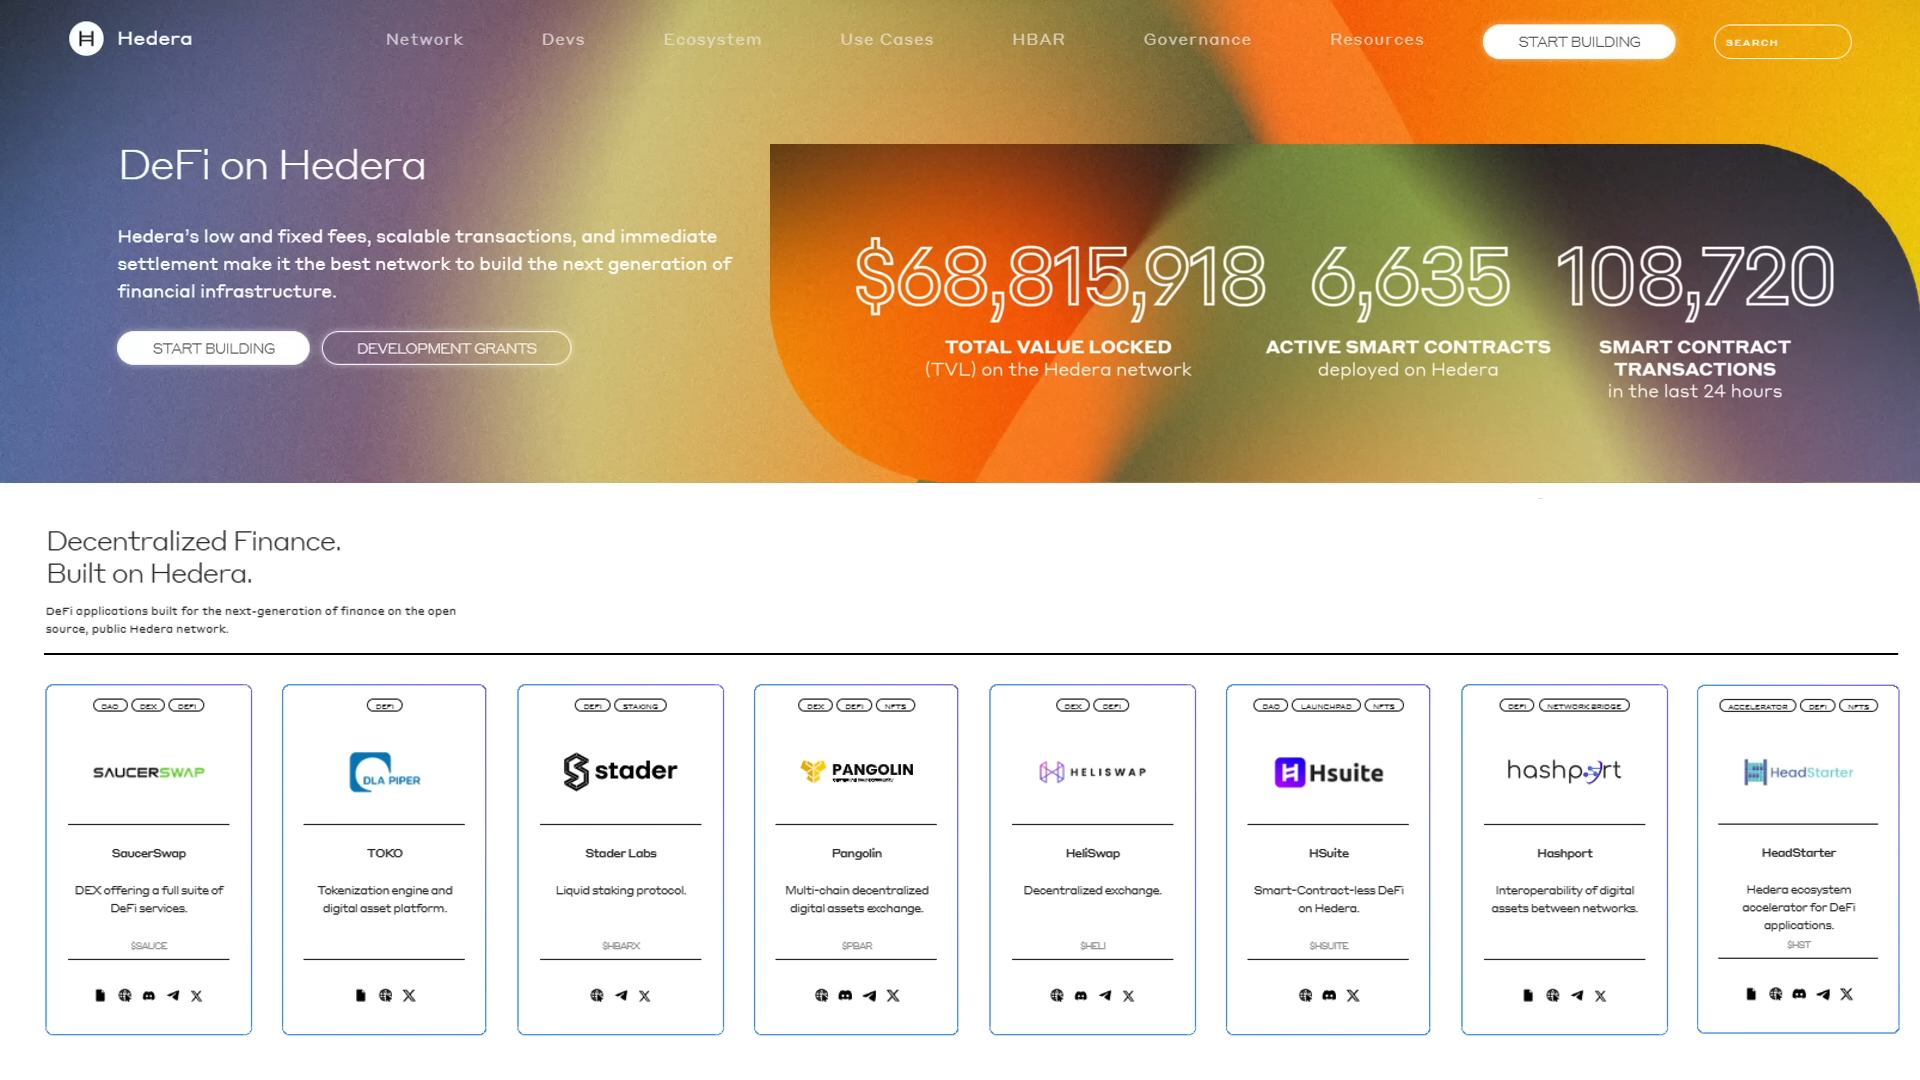 Hedera
Network
Devs
Ecosystem
Use Cases
HBAR
Governance
Resources
START BUILDING
SEARCH
DeFi on Hedera
Hedera's low and fixed fees, scalable transactions, and immediate
settlement make it the best network to build the next generation of
financial infrastructure.
START BUILDING
DEVELOPMENT GRANTS
$68,815,918
TOTAL VALUE LOCKED
(TVL) on the Hedera network
6,635
ACTIVE SMART CONTRACTS
deployed on Hedera
108,720
SMART CONTRACT
TRANSACTIONS
in the last 24 hours
Decentralized Finance.
Built on Hedera.
DeFi applications built for the next-generation of finance on the open
source, public Hedera network.
DAO DEX DEFI
SAUCERSWAP
SaucerSwap
DEX offering a full suite of
DeFi services.
$SAUCE
DEFI
DLA PIPER
TOKO
Tokenization engine and
digital asset platform.
DEFI STAKING
stader
Stader Labs
Liquid staking protocol.
$HBARX
DEX DEFI NFTS
PANGOLIN
Pangolin
Multi-chain decentralized
digital assets exchange.
$PBAR
DEX DEFI
HELISWAP
HeliSwap
Decentralized exchange.
$HELI
DAO LAUNCHPAD NFTS
Hsuite
HSuite
Smart-Contract-less DeFi
on Hedera.
$HSUITE
DEFI NETWORK BRIDGE
hashport
Hashport
Interoperability of digital
assets between networks.
ACCELERATOR DEFI NFTS
HeadStarter
HeadStarter
Hedera ecosystem
accelerator for DeFi
applications.
$HST